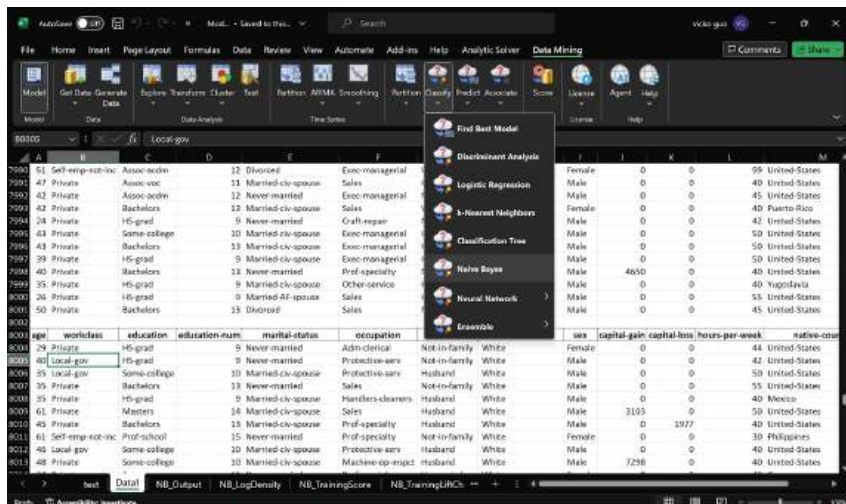 AutoSave Off Mod... • Saved to this... Search vicko guo VG
File Home Insert Page Layout Formulas Data Review View Automate Add-ins Help Analytic Solver Data Mining Comments Share
Model Get Data Generate Data Explore Transform Cluster Text Partition ARIMA Smoothing Partition Classify Predict Associate Score License Agent Help
Model Data Data Analysis Time Series License Help
B8005 fx Local-gov
Find Best Model
Discriminant Analysis
Logistic Regression
k-Nearest Neighbors
Classification Tree
Naive Bayes
Neural Network
Ensemble
A B C D E F I J K L M
7990 51 Self-emp-not-inc Assoc-acdm 12 Divorced Exec-managerial Female 0 0 99 United-States
7991 47 Private Assoc-voc 11 Married-civ-spouse Sales Male 0 0 40 United-States
7992 42 Private Assoc-acdm 12 Never-married Exec-managerial Male 0 0 45 United-States
7993 42 Private Bachelors 13 Married-civ-spouse Sales Female 0 0 40 Puerto-Rico
7994 24 Private HS-grad 9 Never-married Craft-repair Male 0 0 42 United-States
7995 43 Private Some-college 10 Married-civ-spouse Exec-managerial Male 0 0 50 United-States
7996 43 Private Bachelors 13 Married-civ-spouse Exec-managerial Male 0 0 50 United-States
7997 39 Private HS-grad 9 Married-civ-spouse Exec-managerial Male 0 0 50 United-States
7998 40 Private Bachelors 13 Never-married Prof-specialty Male 4650 0 40 United-States
7999 35 Private HS-grad 9 Married-civ-spouse Other-service Male 0 0 40 Yugoslavia
8000 26 Private HS-grad 9 Married-AF-spouse Sales Male 0 0 55 United-States
8001 50 Private Bachelors 13 Divorced Sales Male 0 0 45 United-States
8002
8003 age workclass education education-num marital-status occupation sex capital-gain capital-loss hours-per-week native-coun
8004 29 Private HS-grad 9 Never-married Adm-clerical Not-in-family White Female 0 0 44 United-States
8005 40 Local-gov HS-grad 9 Never-married Protective-serv Not-in-family White Male 0 0 42 United-States
8006 35 Local-gov Some-college 10 Married-civ-spouse Protective-serv Husband White Male 0 0 50 United-States
8007 35 Private Bachelors 13 Never-married Sales Not-in-family White Male 0 0 55 United-States
8008 35 Private HS-grad 9 Married-civ-spouse Handlers-cleaners Husband White Male 0 0 40 Mexico
8009 61 Private Masters 14 Married-civ-spouse Sales Husband White Male 3103 0 50 United-States
8010 45 Private Bachelors 13 Married-civ-spouse Prof-specialty Husband White Male 0 1977 40 United-States
8011 61 Self-emp-not-inc Prof-school 15 Never-married Prof-specialty Not-in-family White Female 0 0 30 Philippines
8012 46 Local-gov Some-college 10 Married-civ-spouse Protective-serv Husband White Male 0 0 40 United-States
8013 48 Private Some-college 10 Married-civ-spouse Machine-op-inspct Husband White Male 7298 0 40 United-States
test Data1 NB_Output NB_LogDensity NB_TrainingScore NB_TrainingLiftCh
Ready Accessibility: Investigate